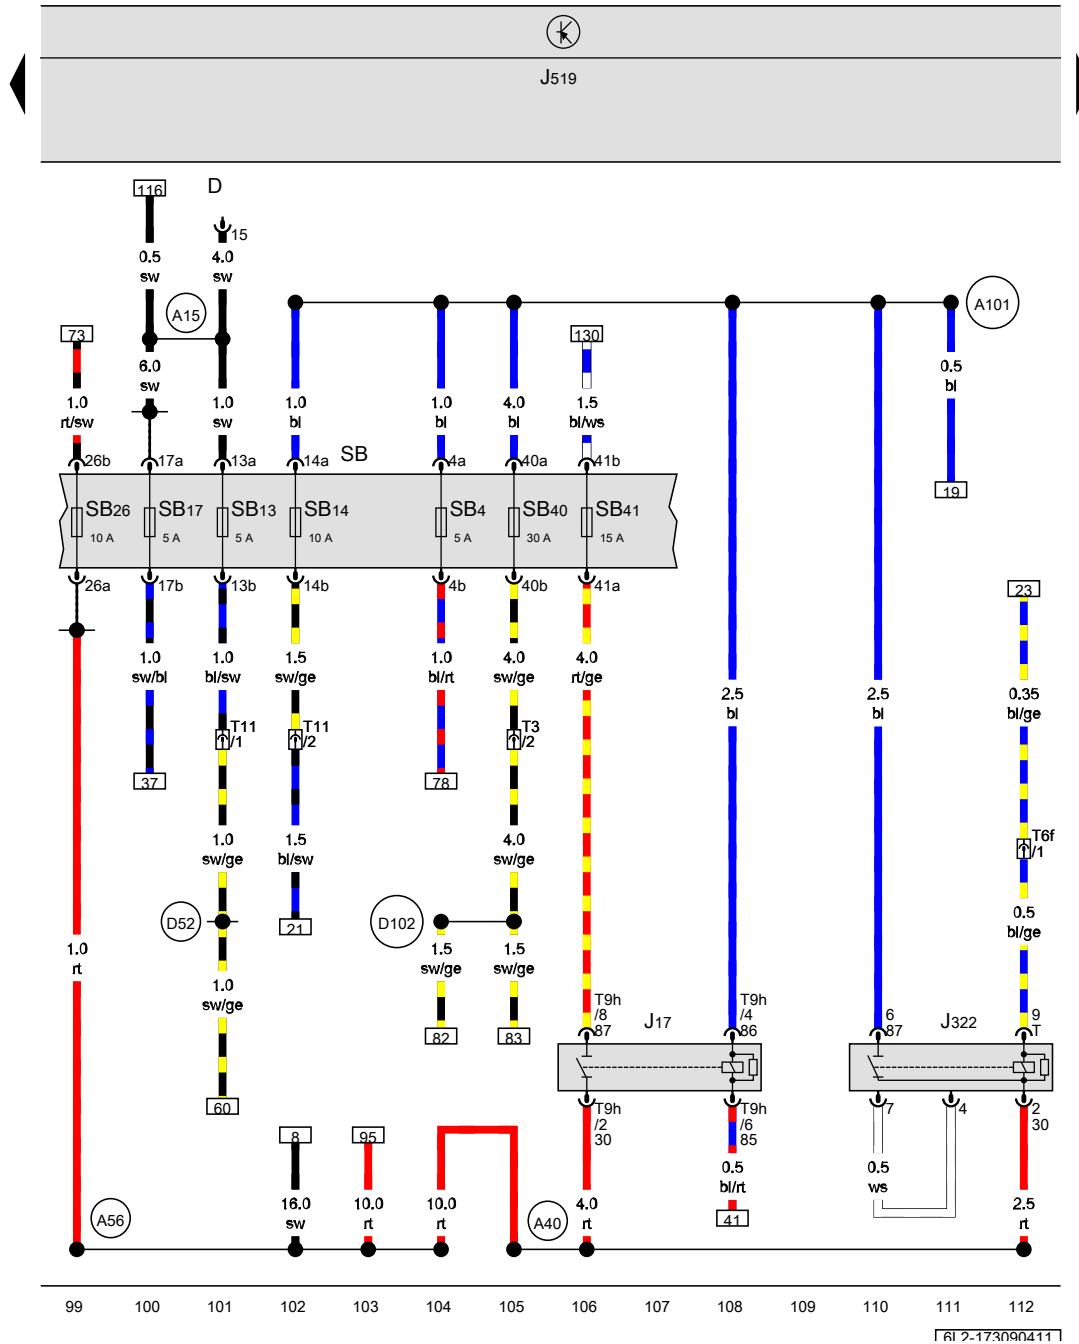 J519
116
D
15
0.5
sw
4.0
sw
A15
A101
73
130
6.0
sw
0.5
bl
1.0
rt/sw
1.0
sw
1.0
bl
1.0
bl
4.0
bl
1.5
bl/ws
SB
26b
17a
13a
14a
4a
40a
41b
19
SB26
SB17
SB13
SB14
SB4
SB40
SB41
10 A
5 A
5 A
10 A
5 A
30 A
15 A
26a
17b
13b
14b
4b
40b
41a
23
1.0
sw/bl
1.0
bl/sw
1.5
sw/ge
1.0
bl/rt
4.0
sw/ge
4.0
rt/ge
2.5
bl
2.5
bl
0.35
bl/ge
T11
/1
T11
/2
T3
/2
37
78
1.0
sw/ge
1.5
bl/sw
4.0
sw/ge
T6f
/1
D52
21
D102
0.5
bl/ge
1.0
rt
1.5
sw/ge
1.5
sw/ge
1.0
sw/ge
82
83
T9h
/8
87
J17
T9h
/4
86
6
87
J322
9
T
60
T9h
/2
30
T9h
/6
85
7
4
2
30
8
95
0.5
bl/rt
0.5
ws
A56
16.0
sw
10.0
rt
10.0
rt
A40
4.0
rt
41
2.5
rt
99
100
101
102
103
104
105
106
107
108
109
110
111
112
6L2-173090411